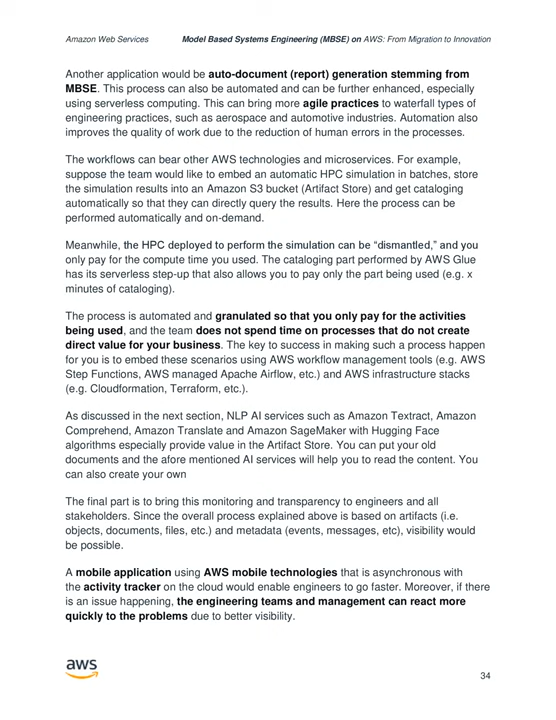 Amazon Web Services Model Based Systems Engineering (MBSE) on AWS: From Migration to Innovation
Another application would be auto-document (report) generation stemming from
MBSE. This process can also be automated and can be further enhanced, especially
using serverless computing. This can bring more agile practices to waterfall types of
engineering practices, such as aerospace and automotive industries. Automation also
improves the quality of work due to the reduction of human errors in the processes.
The workflows can bear other AWS technologies and microservices. For example,
suppose the team would like to embed an automatic HPC simulation in batches, store
the simulation results into an Amazon S3 bucket (Artifact Store) and get cataloging
automatically so that they can directly query the results. Here the process can be
performed automatically and on-demand.
Meanwhile, the HPC deployed to perform the simulation can be “dismantled,” and you
only pay for the compute time you used. The cataloging part performed by AWS Glue
has its serverless step-up that also allows you to pay only the part being used (e.g. x
minutes of cataloging).
The process is automated and granulated so that you only pay for the activities
being used, and the team does not spend time on processes that do not create
direct value for your business. The key to success in making such a process happen
for you is to embed these scenarios using AWS workflow management tools (e.g. AWS
Step Functions, AWS managed Apache Airflow, etc.) and AWS infrastructure stacks
(e.g. Cloudformation, Terraform, etc.).
As discussed in the next section, NLP AI services such as Amazon Textract, Amazon
Comprehend, Amazon Translate and Amazon SageMaker with Hugging Face
algorithms especially provide value in the Artifact Store. You can put your old
documents and the afore mentioned AI services will help you to read the content. You
can also create your own
The final part is to bring this monitoring and transparency to engineers and all
stakeholders. Since the overall process explained above is based on artifacts (i.e.
objects, documents, files, etc.) and metadata (events, messages, etc), visibility would
be possible.
A mobile application using AWS mobile technologies that is asynchronous with
the activity tracker on the cloud would enable engineers to go faster. Moreover, if there
is an issue happening, the engineering teams and management can react more
quickly to the problems due to better visibility.
aws
34